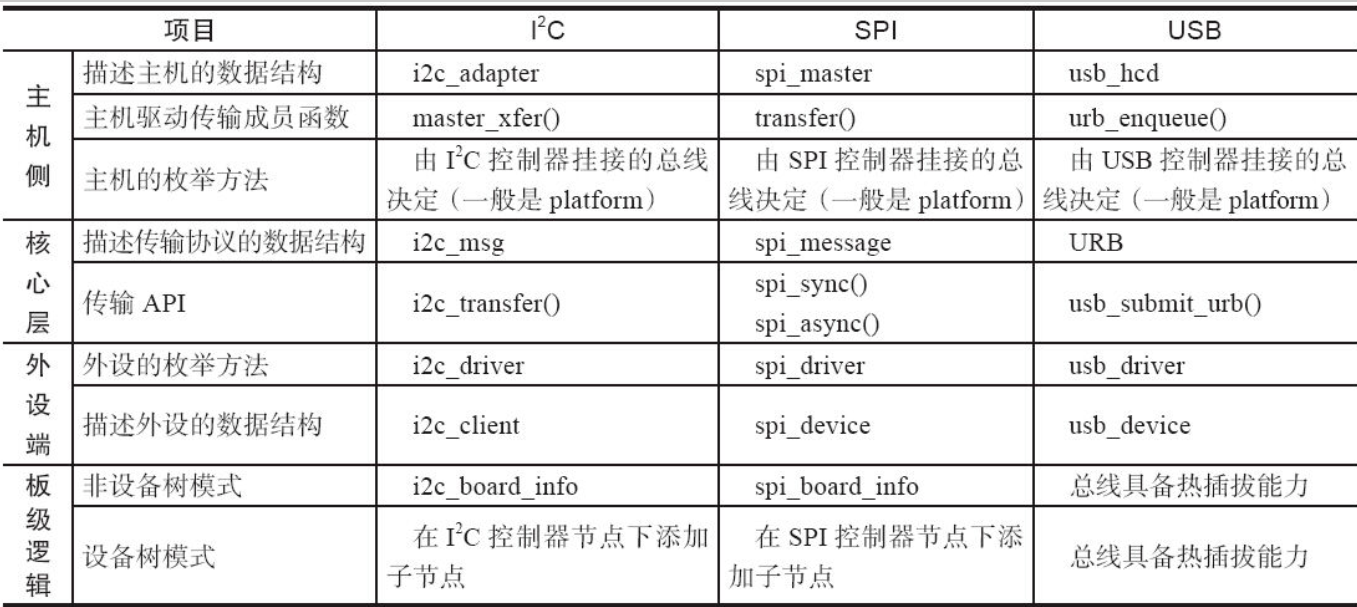 项目 I²C SPI USB
主机侧
描述主机的数据结构 i2c_adapter spi_master usb_hcd
主机驱动传输成员函数 master_xfer() transfer() urb_enqueue()
主机的枚举方法
由 I²C 控制器挂接的总线
决定（一般是 platform）
由 SPI 控制器挂接的总
线决定（一般是 platform）
由 USB 控制器挂接的总
线决定（一般是 platform）
核心层
描述传输协议的数据结构 i2c_msg spi_message URB
传输 API i2c_transfer()
spi_sync()
spi_async()
usb_submit_urb()
外设端
外设的枚举方法 i2c_driver spi_driver usb_driver
描述外设的数据结构 i2c_client spi_device usb_device
板级逻辑
非设备树模式 i2c_board_info spi_board_info 总线具备热插拔能力
设备树模式
在 I²C 控制器节点下添加
子节点
在 SPI 控制器节点下添
加子节点
总线具备热插拔能力